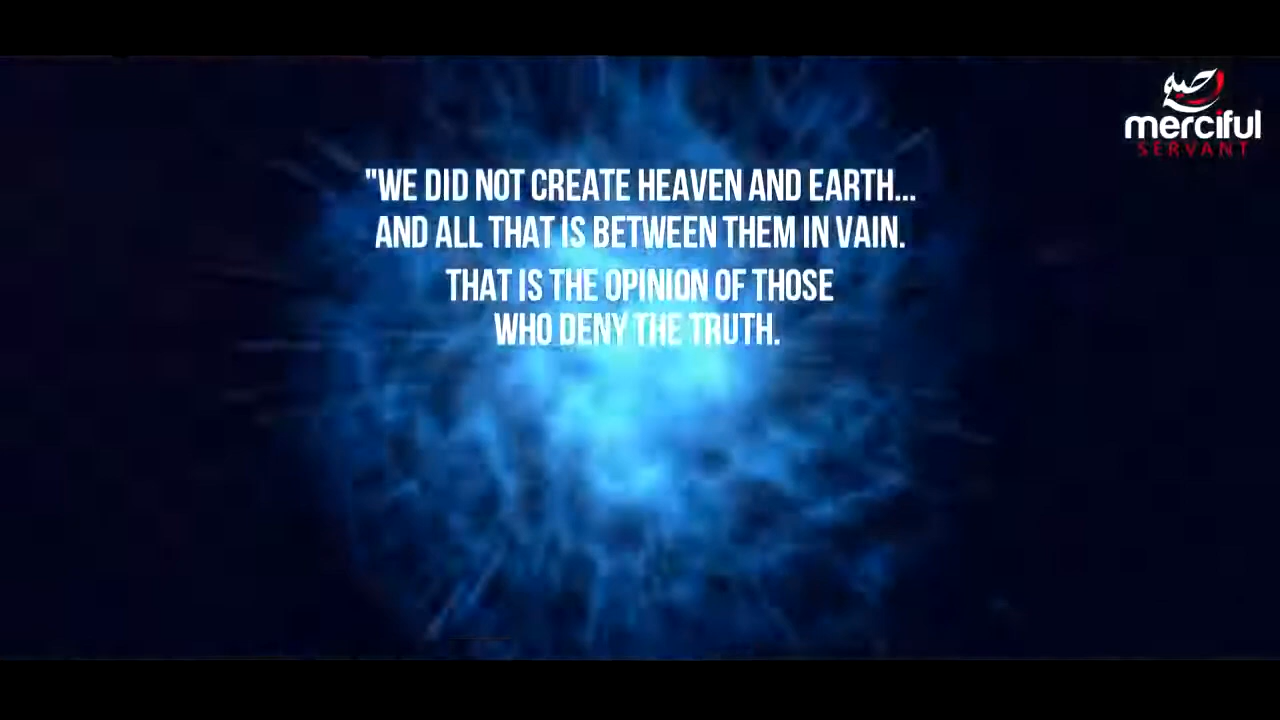 "WE DID NOT CREATE HEAVEN AND EARTH...
AND ALL THAT IS BETWEEN THEM IN VAIN.
THAT IS THE OPINION OF THOSE
WHO DENY THE TRUTH.
merciful
SERVANT